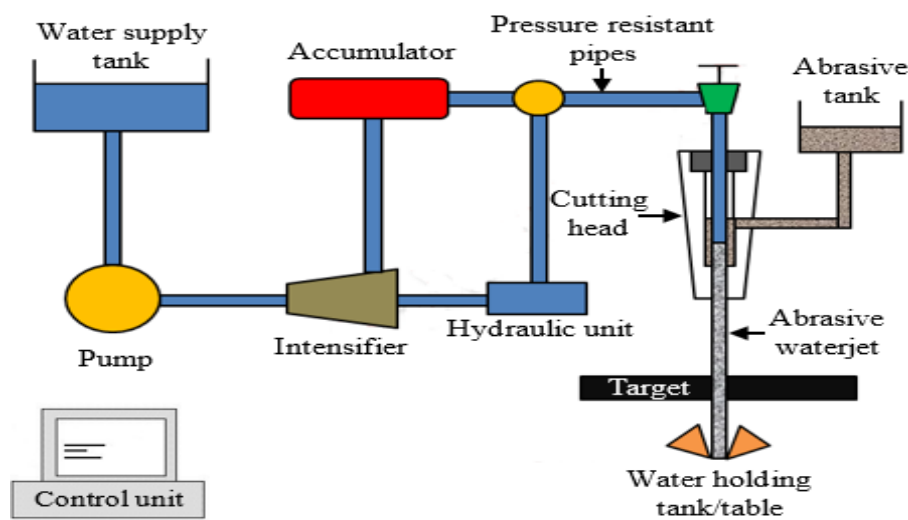 Water supply
tank
Accumulator
Pressure resistant
pipes
Abrasive
tank
Cutting
head
Pump
Intensifier
Hydraulic unit
Abrasive
waterjet
Target
Water holding
tank/table
Control unit